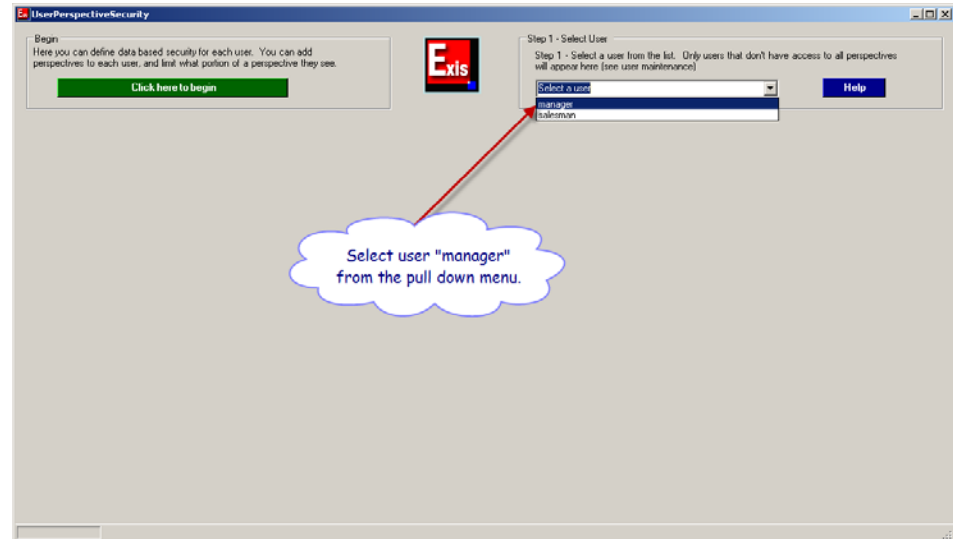 UserPerspectiveSecurity
Begin
Here you can define data based security for each user. You can add
perspectives to each user, and limit what portion of a perspective they see.
Click here to begin
Exis
Step 1 - Select User
Step 1 - Select a user from the list. Only users that don't have access to all perspectives
will appear here (see user maintenance)
Select a user
Help
manager
salesman
Select user "manager"
from the pull down menu.